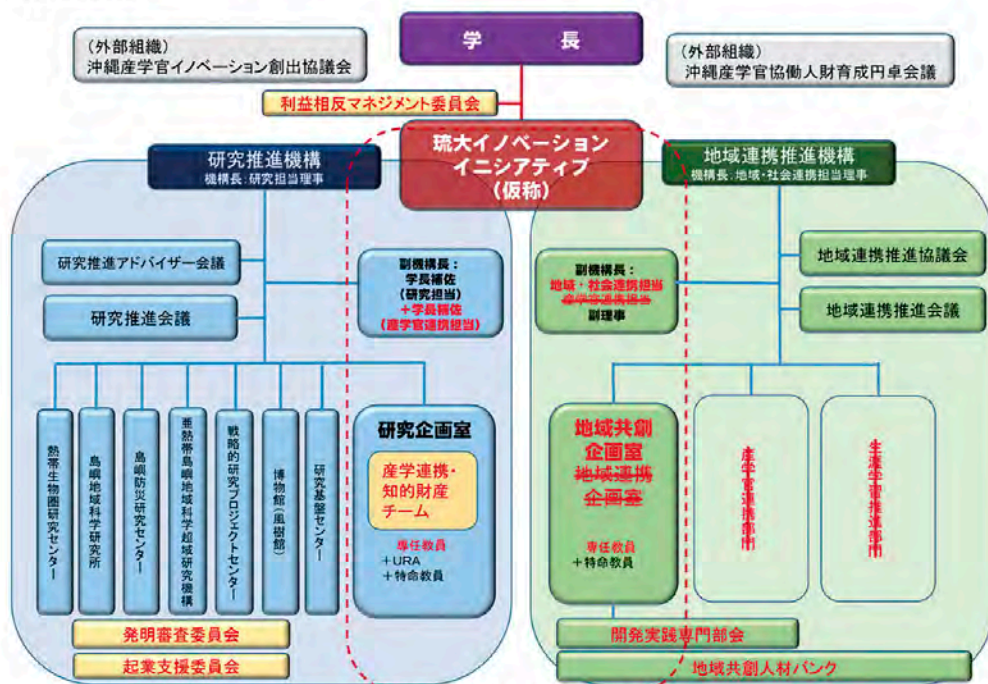 学　長
（外部組織）
沖縄産学官イノベーション創出協議会
（外部組織）
沖縄産学官協働人財育成円卓会議
利益相反マネジメント委員会
琉大イノベーション
イニシアティブ
（仮称）
研究推進機構
機構長：研究担当理事
地域連携推進機構
機構長：地域・社会連携担当理事
研究推進アドバイザー会議
研究推進会議
副機構長：
学長補佐
（研究担当）
＋学長補佐
（産学官連携担当）
副機構長：
地域・社会連携担当
産学官連携担当
副理事
地域連携推進協議会
地域連携推進会議
熱帯生物圏研究センター
島嶼地域科学研究所
島嶼防災研究センター
亜熱帯島嶼地域科学超域研究機構
戦略的研究プロジェクトセンター
博物館（風樹館）
研究基盤センター
研究企画室
産学連携・
知的財産
チーム
専任教員
＋URA
＋特命教員
地域共創
企画室
地域連携
企画室
専任教員
＋特命教員
産学官連携部門
生涯学習推進部門
発明審査委員会
起業支援委員会
開発実践専門部会
地域共創人材バンク